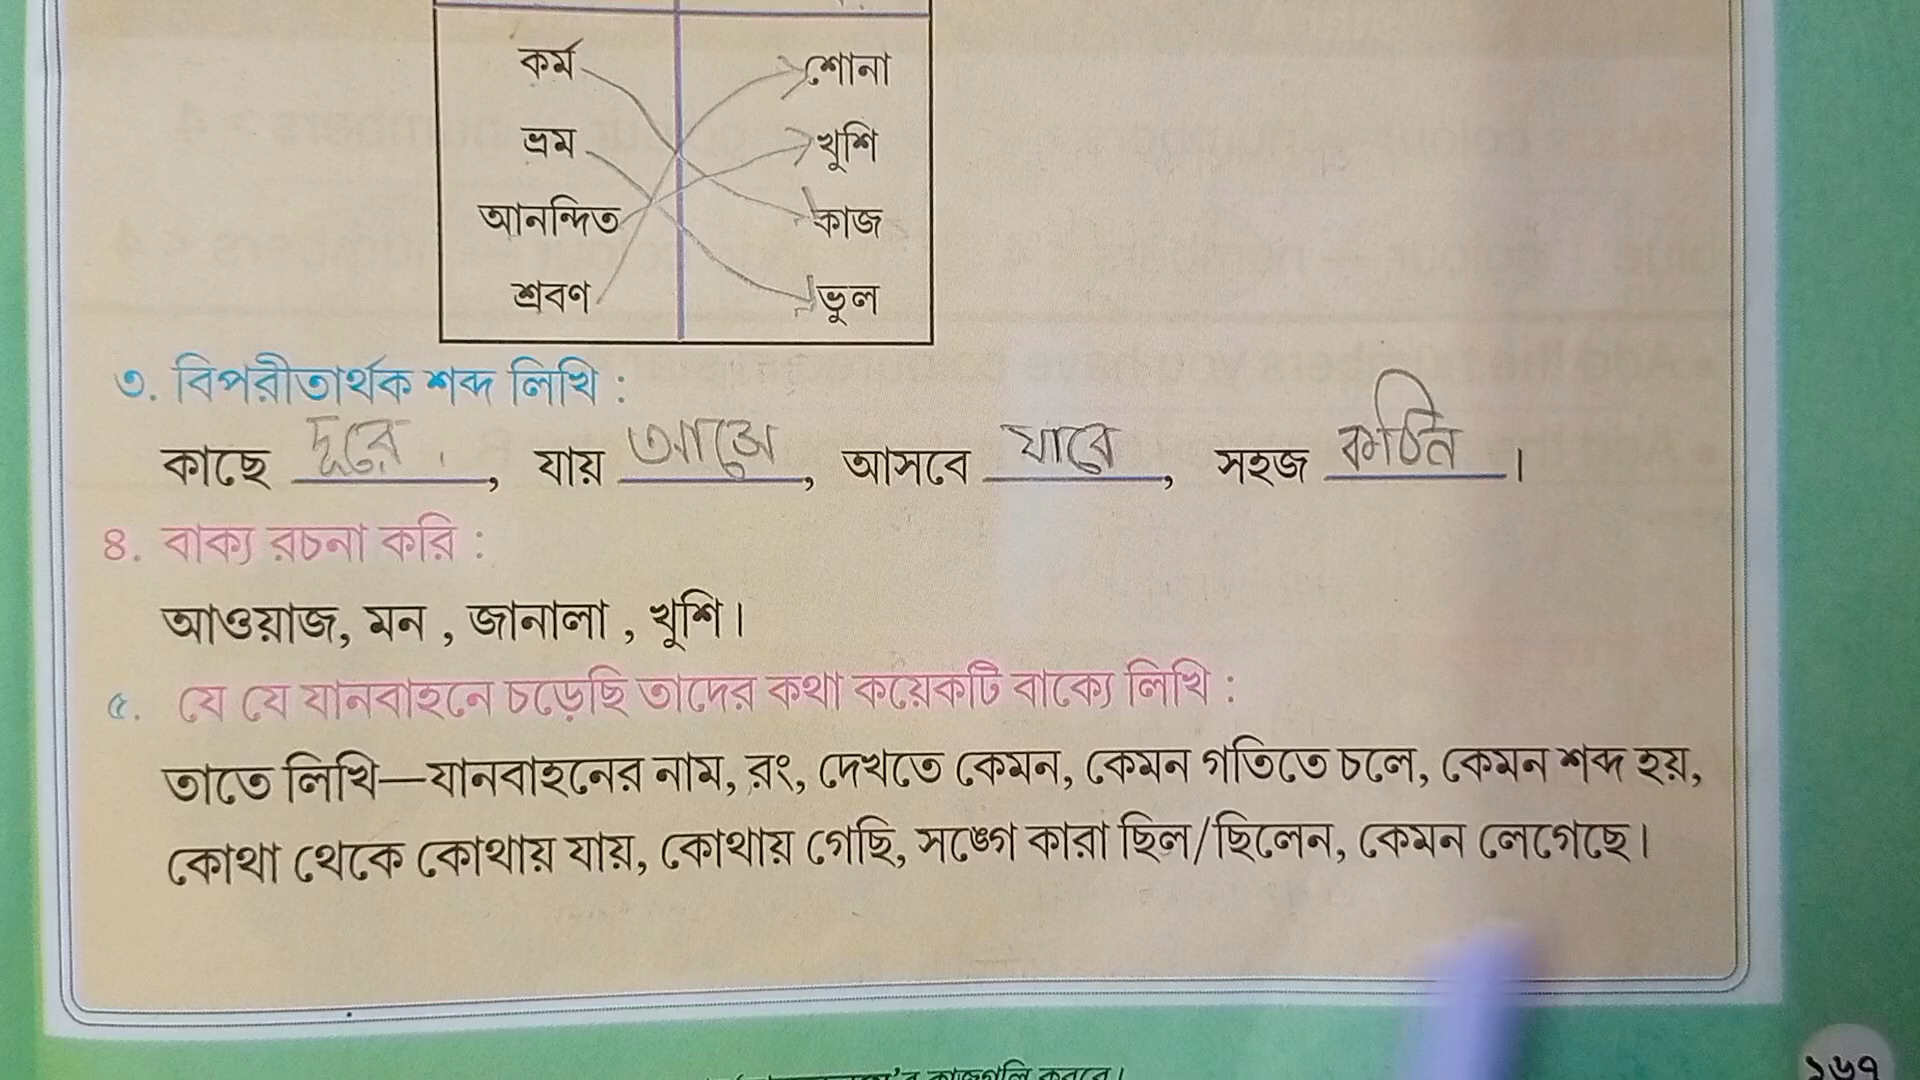 কর্ম শোনা
ভ্রম খুশি
আনন্দিত কাজ
শ্রবণ ভুল
৩. বিপরীতার্থক শব্দ লিখি :
কাছে দূরে, যায় আসে, আসবে যাবে, সহজ কঠিন।
৪. বাক্য রচনা করি :
আওয়াজ, মন , জানালা , খুশি।
৫. যে যে যানবাহনে চড়েছি তাদের কথা কয়েকটি বাক্যে লিখি :
তাতে লিখি—যানবাহনের নাম, রং, দেখতে কেমন, কেমন গতিতে চলে, কেমন শব্দ হয়,
কোথা থেকে কোথায় যায়, কোথায় গেছি, সঙ্গে কারা ছিল/ছিলেন, কেমন লেগেছে।
১৬৭